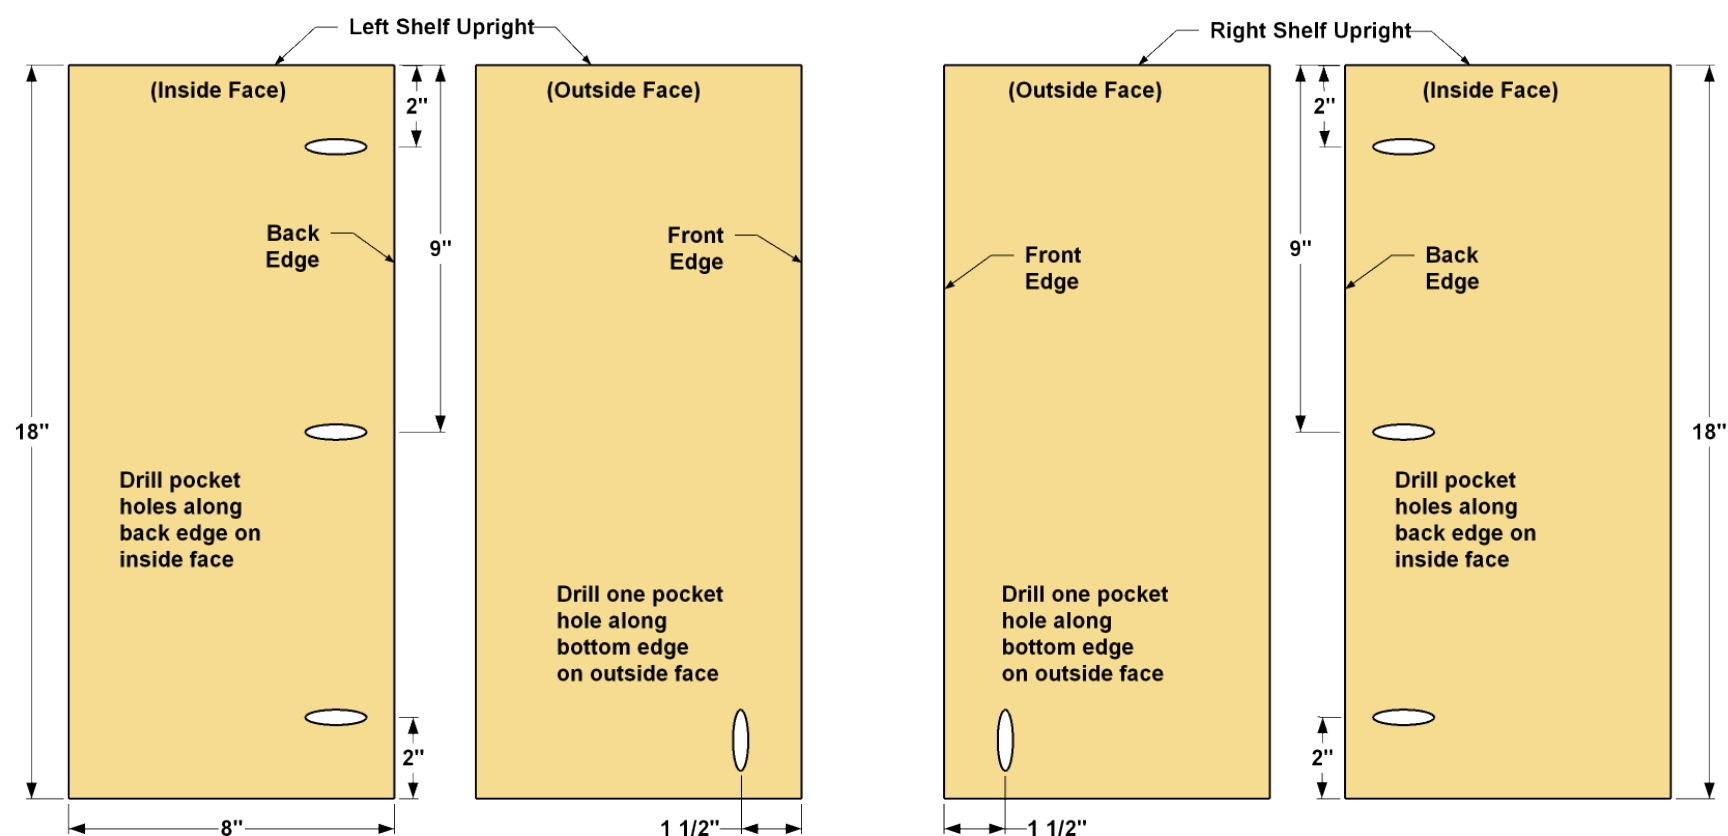 Left Shelf Upright
Right Shelf Upright
(Inside Face)
(Outside Face)
(Outside Face)
(Inside Face)
2"
2"
Back
Edge
9"
Front
Edge
Front
Edge
9"
Back
Edge
18"
18"
Drill pocket
holes along
back edge on
inside face
Drill pocket
holes along
back edge on
inside face
Drill one pocket
hole along
bottom edge
on outside face
Drill one pocket
hole along
bottom edge
on outside face
2"
2"
8"
1 1/2"
1 1/2"